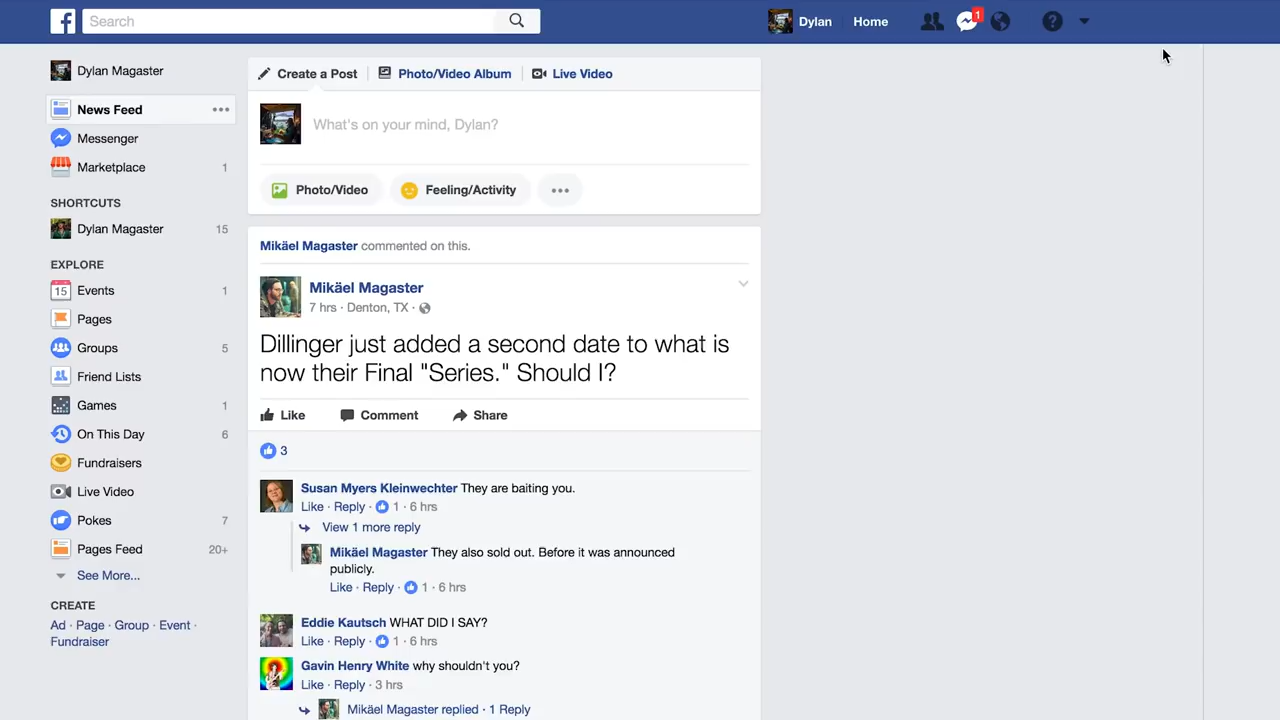 Search
Dylan
Home
1
Dylan Magaster
News Feed
Messenger
Marketplace 1
SHORTCUTS
Dylan Magaster 15
EXPLORE
15 Events 1
Pages
Groups 5
Friend Lists
Games 1
On This Day 6
Fundraisers
Live Video
Pokes 7
Pages Feed 20+
See More...
CREATE
Ad · Page · Group · Event ·
Fundraiser
Create a Post Photo/Video Album Live Video
What's on your mind, Dylan?
Photo/Video Feeling/Activity
Mikäel Magaster commented on this.
Mikäel Magaster
7 hrs · Denton, TX ·
Dillinger just added a second date to what is
now their Final "Series." Should I?
Like Comment Share
3
Susan Myers Kleinwechter They are baiting you.
Like · Reply · 1 · 6 hrs
View 1 more reply
Mikäel Magaster They also sold out. Before it was announced
publicly.
Like · Reply · 1 · 6 hrs
Eddie Kautsch WHAT DID I SAY?
Like · Reply · 1 · 6 hrs
Gavin Henry White why shouldn't you?
Like · Reply · 3 hrs
Mikäel Magaster replied · 1 Reply